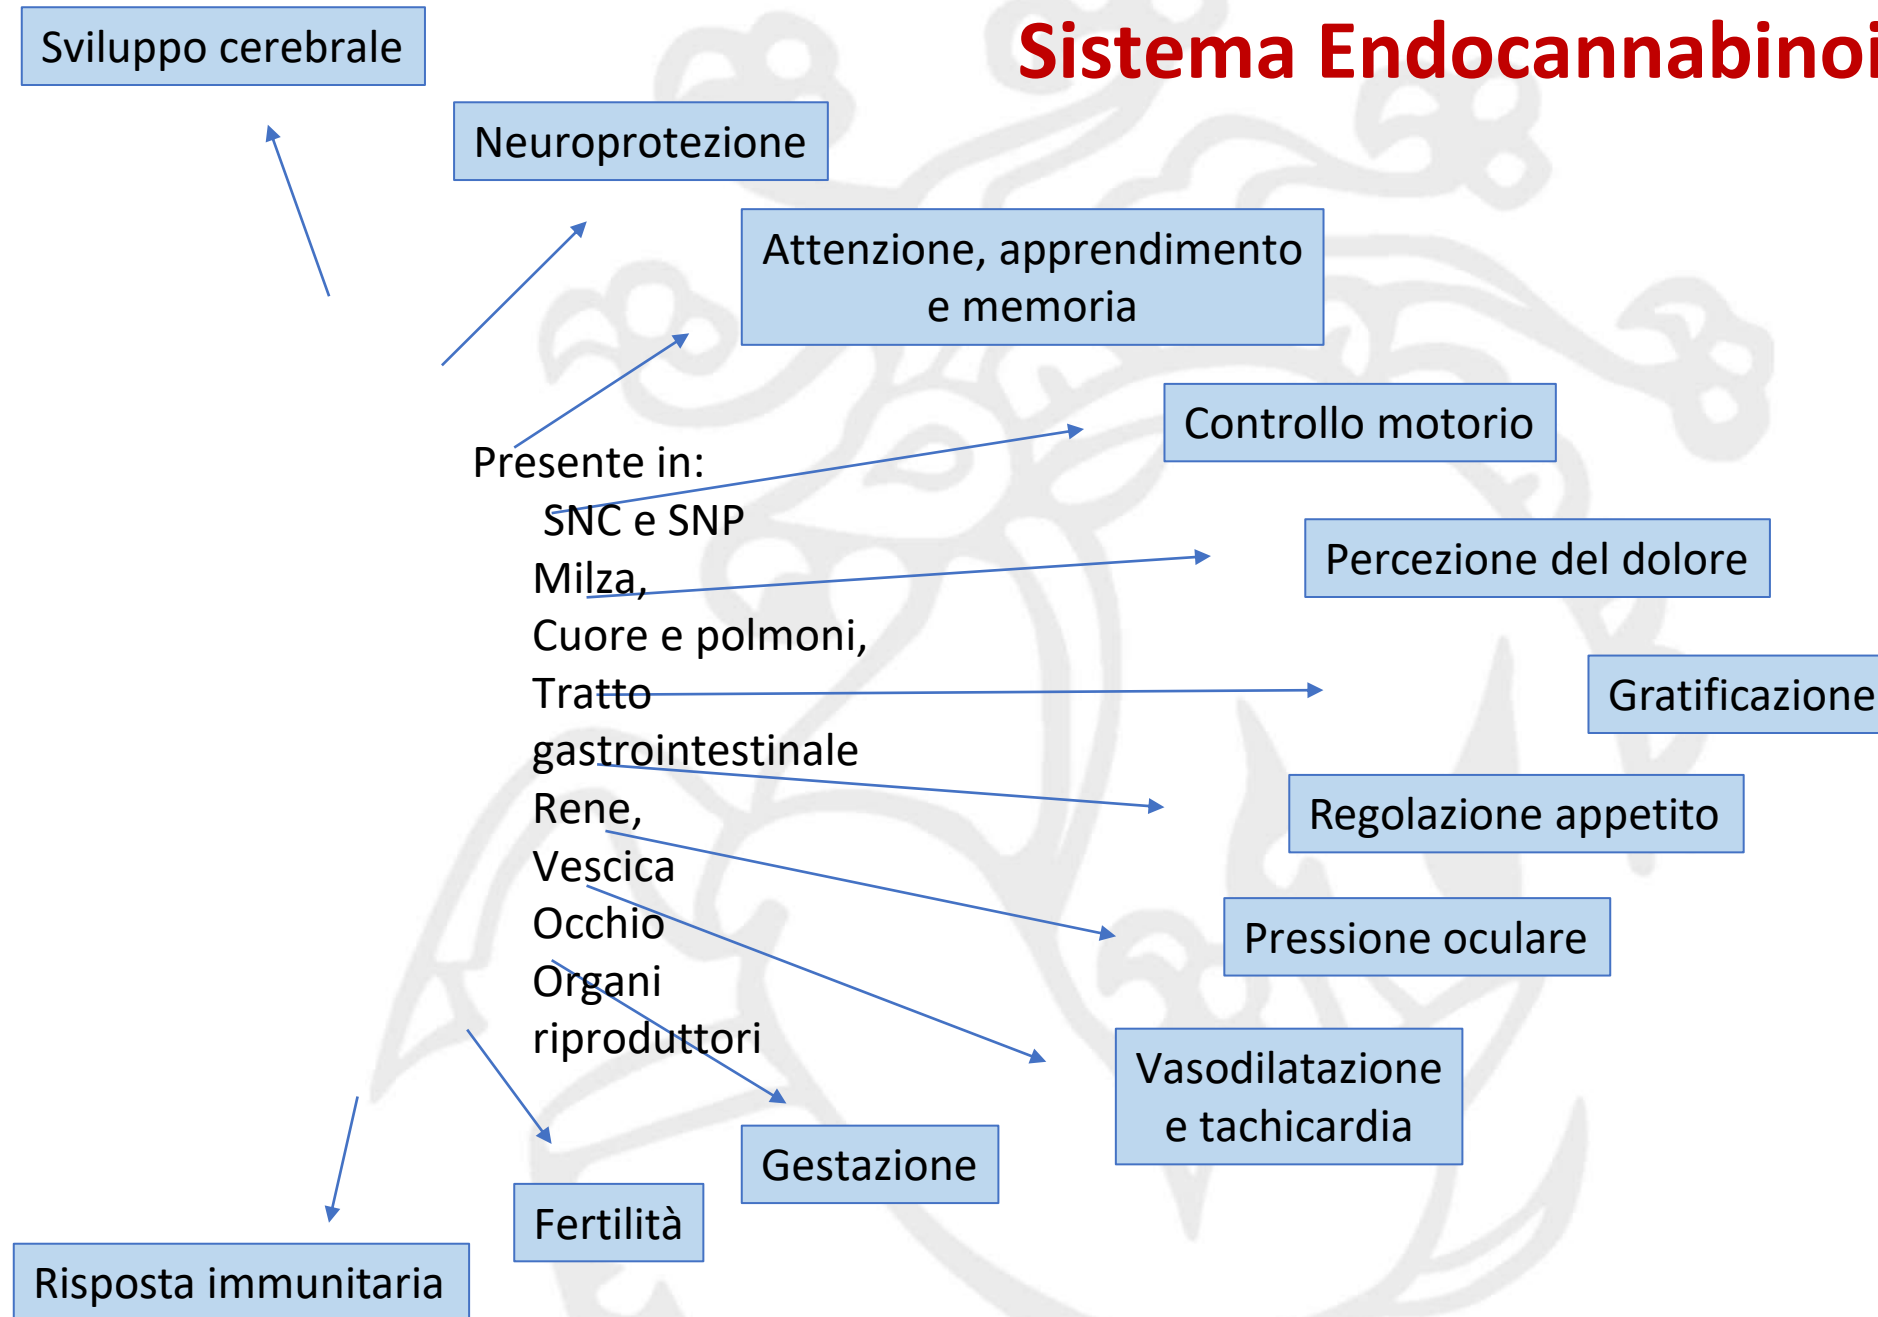 Sistema Endocannabinoi
Sviluppo cerebrale
Neuroprotezione
Attenzione, apprendimento
e memoria
Controllo motorio
Percezione del dolore
Gratificazione
Regolazione appetito
Pressione oculare
Vasodilatazione
e tachicardia
Gestazione
Fertilità
Risposta immunitaria
Presente in:
SNC e SNP
Milza,
Cuore e polmoni,
Tratto
gastrointestinale
Rene,
Vescica
Occhio
Organi
riproduttori